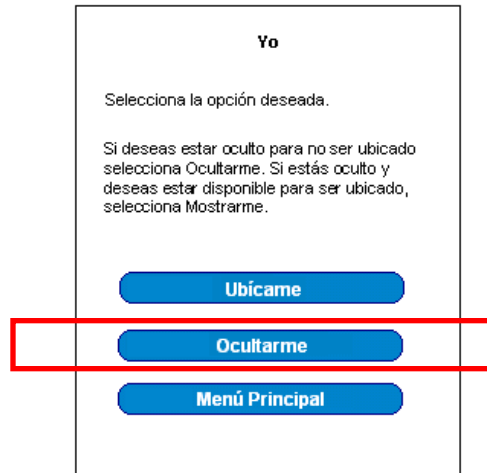 Yo
Selecciona la opción deseada.
Si deseas estar oculto para no ser ubicado
selecciona Ocultarme. Si estás oculto y
deseas estar disponible para ser ubicado,
selecciona Mostrarme.
Ubícame
Ocultarme
Menú Principal